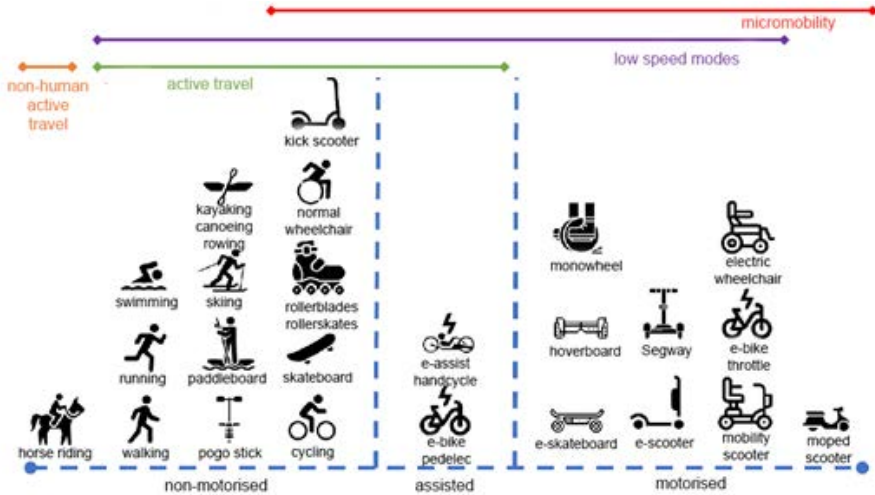 micromobility
low speed modes
non-human
active
travel
active travel
kick scooter
kayaking
canoeing
rowing
normal
wheelchair
monowheel
electric
wheelchair
swimming
skiing
rollerblades
rollerskates
running
paddleboard
skateboard
e-assist
handcycle
hoverboard
Segway
e-bike
throttle
horse riding
walking
pogo stick
cycling
e-bike
pedelec
e-skateboard
e-scooter
mobility
scooter
moped
scooter
non-motorised
assisted
motorised